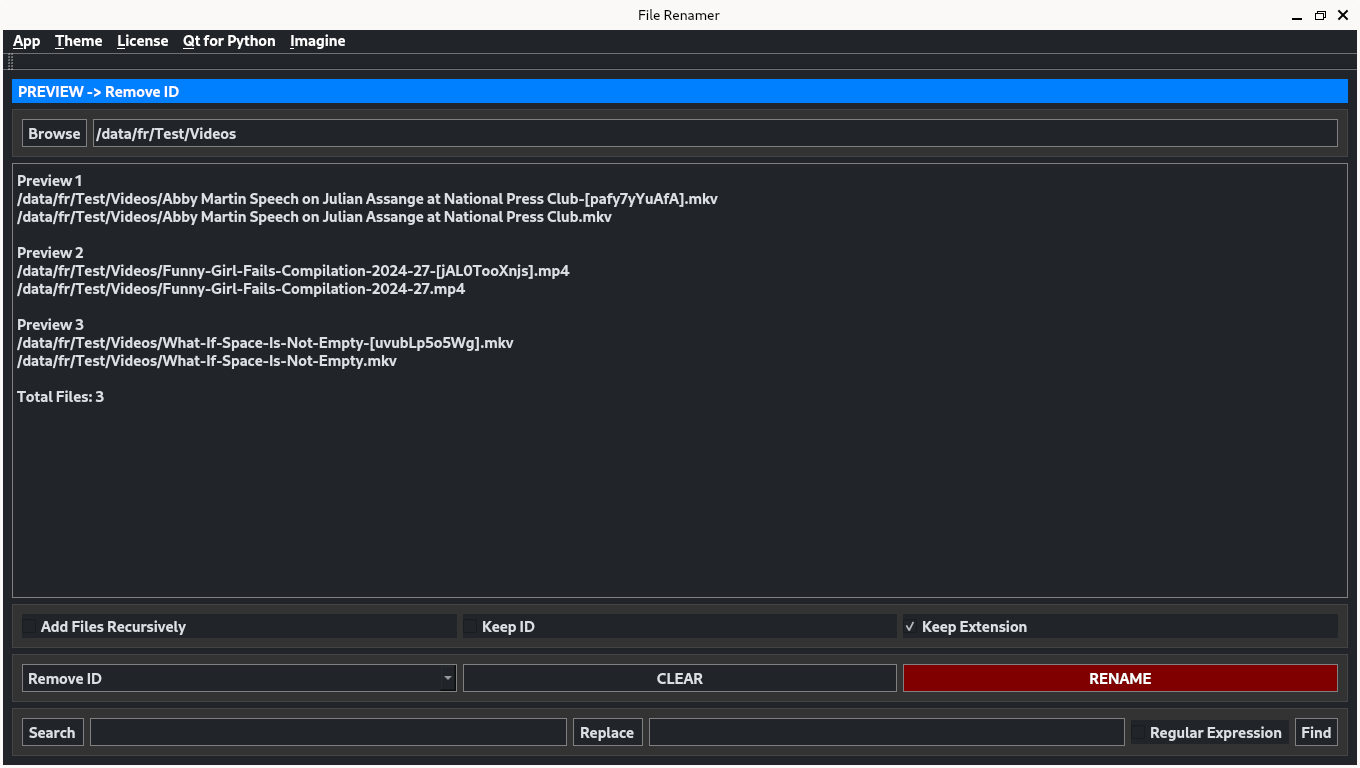 File Renamer
App Theme License Qt for Python Imagine
PREVIEW -> Remove ID
Browse /data/fr/Test/Videos
Preview 1
/data/fr/Test/Videos/Abby Martin Speech on Julian Assange at National Press Club-[pafy7yYuAfA].mkv
/data/fr/Test/Videos/Abby Martin Speech on Julian Assange at National Press Club.mkv
Preview 2
/data/fr/Test/Videos/Funny-Girl-Fails-Compilation-2024-27-[jAL0TooXnjs].mp4
/data/fr/Test/Videos/Funny-Girl-Fails-Compilation-2024-27.mp4
Preview 3
/data/fr/Test/Videos/What-If-Space-Is-Not-Empty-[uvubLp5o5Wg].mkv
/data/fr/Test/Videos/What-If-Space-Is-Not-Empty.mkv
Total Files: 3
Add Files Recursively Keep ID Keep Extension
Remove ID CLEAR RENAME
Search Replace Regular Expression Find